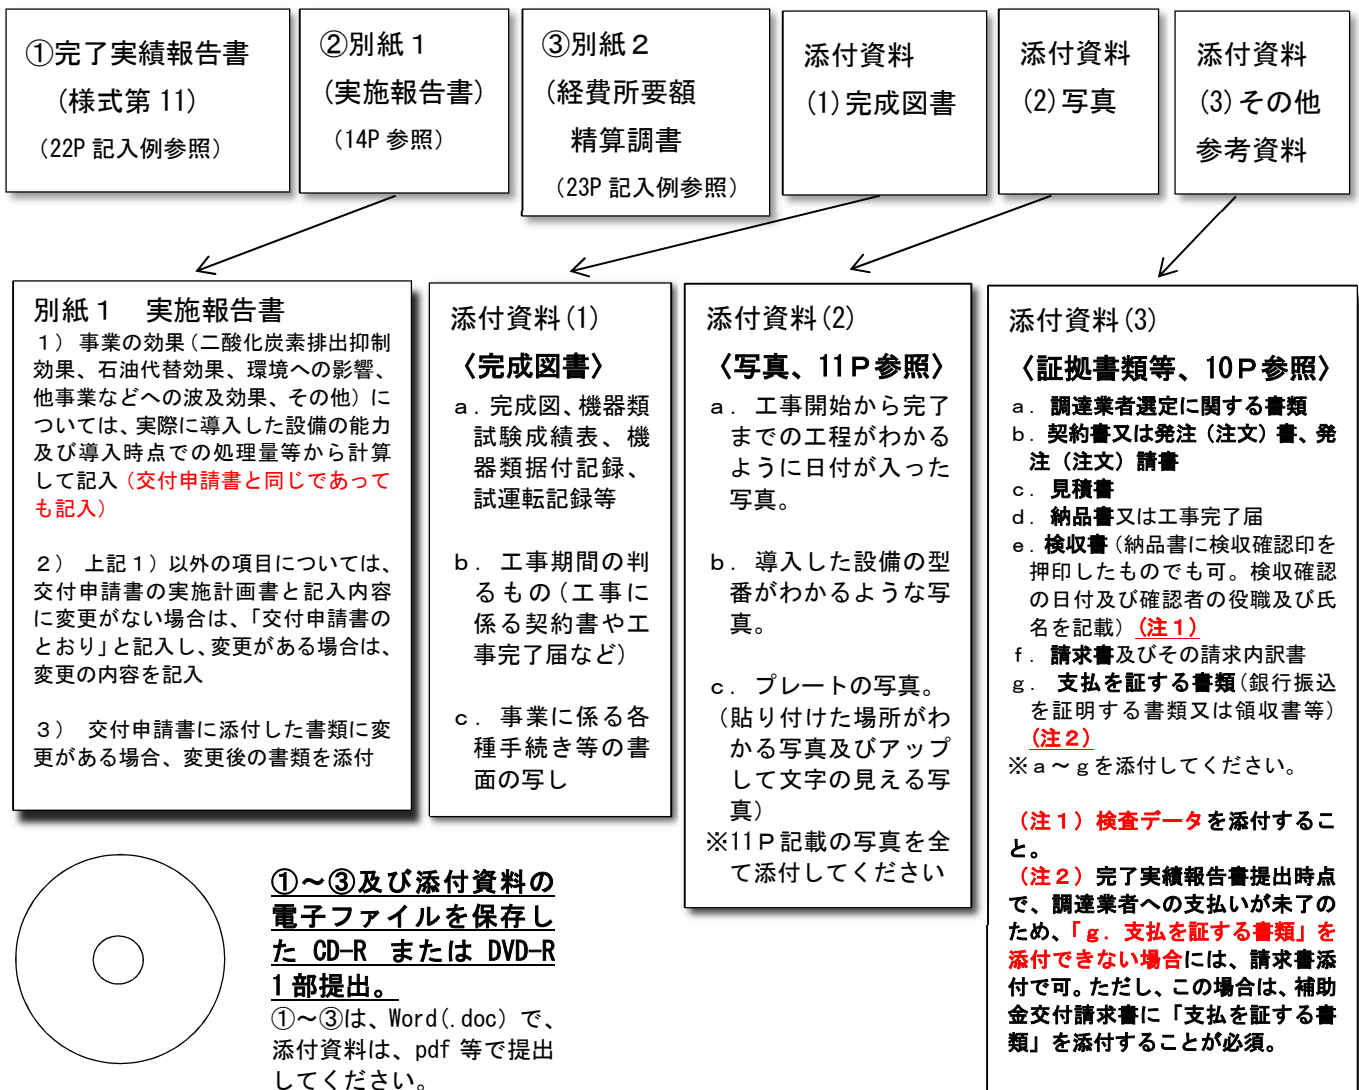 ①完了実績報告書
(様式第 11)
(22P 記入例参照)
②別紙1
(実施報告書)
(14P 参照)
③別紙2
(経費所要額
精算調書
(23P 記入例参照)
添付資料
(1)完成図書
添付資料
(2)写真
添付資料
(3)その他
参考資料
別紙1 実施報告書
1) 事業の効果(二酸化炭素排出抑制
効果、石油代替効果、環境への影響、
他事業などへの波及効果、その他)に
ついては、実際に導入した設備の能力
及び導入時点での処理量等から計算
して記入(交付申請書と同じであって
も記入)
2) 上記1)以外の項目については、
交付申請書の実施計画書と記入内容
に変更がない場合は、「交付申請書の
とおり」と記入し、変更がある場合は、
変更の内容を記入
3) 交付申請書に添付した書類に変
更がある場合、変更後の書類を添付
添付資料(1)
〈完成図書〉
a.完成図、機器類
試験成績表、機
器類据付記録、
試運転記録等
b.工事期間の判
るもの(工事に
係る契約書や工
事完了届など)
c.事業に係る各
種手続き等の書
面の写し
添付資料(2)
〈写真、11P参照〉
a.工事開始から完了
までの工程がわかる
ように日付が入った
写真。
b.導入した設備の型
番がわかるような写
真。
c.プレートの写真。
(貼り付けた場所がわ
かる写真及びアップ
して文字の見える写
真)
※11P記載の写真を全
て添付してください
添付資料(3)
〈証拠書類等、10P参照〉
a.調達業者選定に関する書類
b.契約書又は発注(注文)書、発
注(注文)請書
c.見積書
d.納品書又は工事完了届
e.検収書(納品書に検収確認印を
押印したものでも可。検収確認
の日付及び確認者の役職及び氏
名を記載)(注1)
f.請求書及びその請求内訳書
g.支払を証する書類(銀行振込
を証明する書類又は領収書等)
(注2)
※a~gを添付してください。
(注1)検査データを添付するこ
と。
(注2)完了実績報告書提出時点
で、調達業者への支払いが未了の
ため、「g.支払を証する書類」を
添付できない場合には、請求書添
付で可。ただし、この場合は、補助
金交付請求書に「支払を証する書
類」を添付することが必須。
①~③及び添付資料の
電子ファイルを保存し
た CD-R または DVD-R
1部提出。
①~③は、Word(.doc) で、
添付資料は、pdf 等で提出
してください。